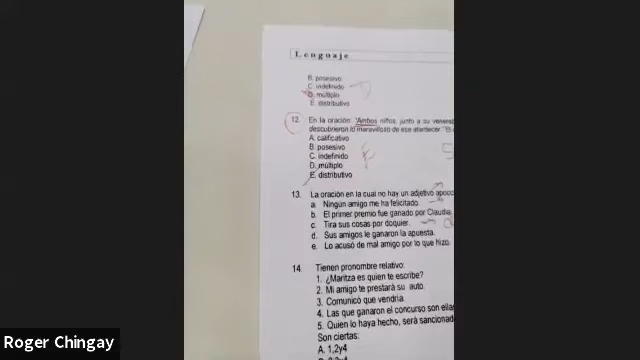 Lenguaje
B. posesivo
C. indefinido
D. múltiplo
E. distributivo
12. En la oración: "Ambos niños, junto a su
descubrieron lo maravilloso de ese atardecer".
A. calificativo
B. posesivo
C. indefinido
D. múltiplo
E. distributivo
13. La oración en la cual no hay un adjetivo
a. Ningún amigo me ha felicitado.
b. El primer premio fue ganado por Claudia.
c. Tira sus cosas por doquier.
d. Sus amigos le ganaron la apuesta.
e. Lo acusó de mal amigo por lo que hizo.
14. Tienen pronombre relativo:
1. ¿Maritza es quien te escribe?
2. Mi amigo te prestará su auto.
3. Comunicó que vendría.
4. Las que ganaron el concurso son
5. Quien lo haya hecho, será
Son ciertas:
A. 1,2y4
Roger Chingay